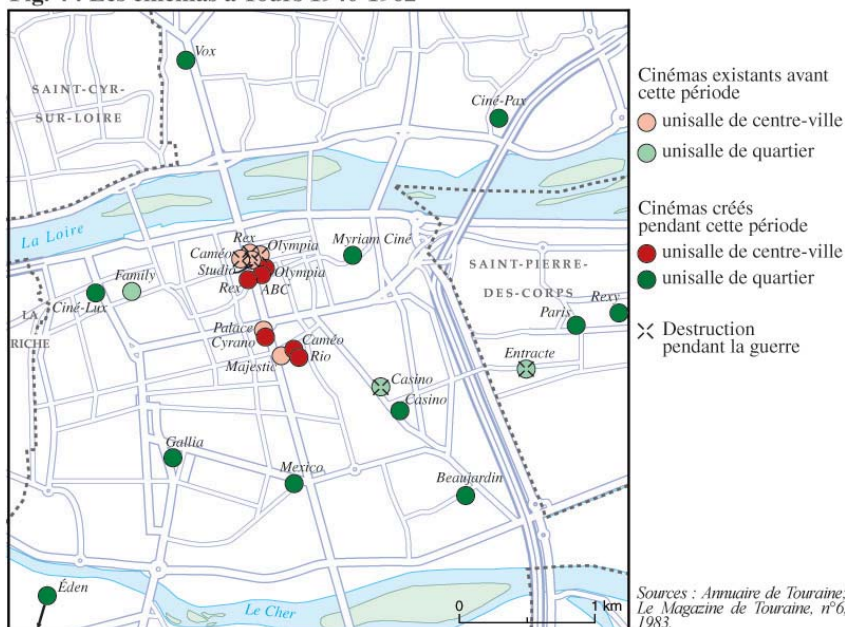 Vox
SAINT-CYR-
SUR-LOIRE
Ciné-Pax
La Loire
Rex
Olympia
Caméo
Studio
Myriam Ciné
Olympia
Rex
ABC
Family
Ciné-Lux
LA
RICHE
SAINT-PIERRE-
DES-CORPS
Rexy
Paris
Palace
Cyrano
Caméo
Majestic
Rio
Entracte
Casino
Casino
Gallia
Mexico
Beaujardin
Éden
Le Cher
0 1 km
Cinémas existants avant
cette période
unisalle de centre-ville
unisalle de quartier
Cinémas créés
pendant cette période
unisalle de centre-ville
unisalle de quartier
Destruction
pendant la guerre
Sources : Annuaire de Touraine;
Le Magazine de Touraine, n°6,
1983